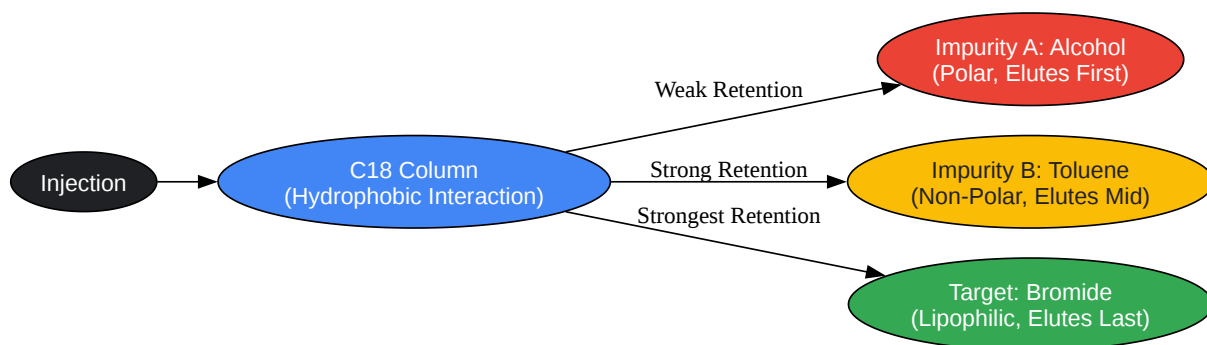 Injection
C18 Column
(Hydrophobic Interaction)
Weak Retention
Strong Retention
Strongest Retention
Impurity A: Alcohol
(Polar, Elutes First)
Impurity B: Toluene
(Non-Polar, Elutes Mid)
Target: Bromide
(Lipophilic, Elutes Last)